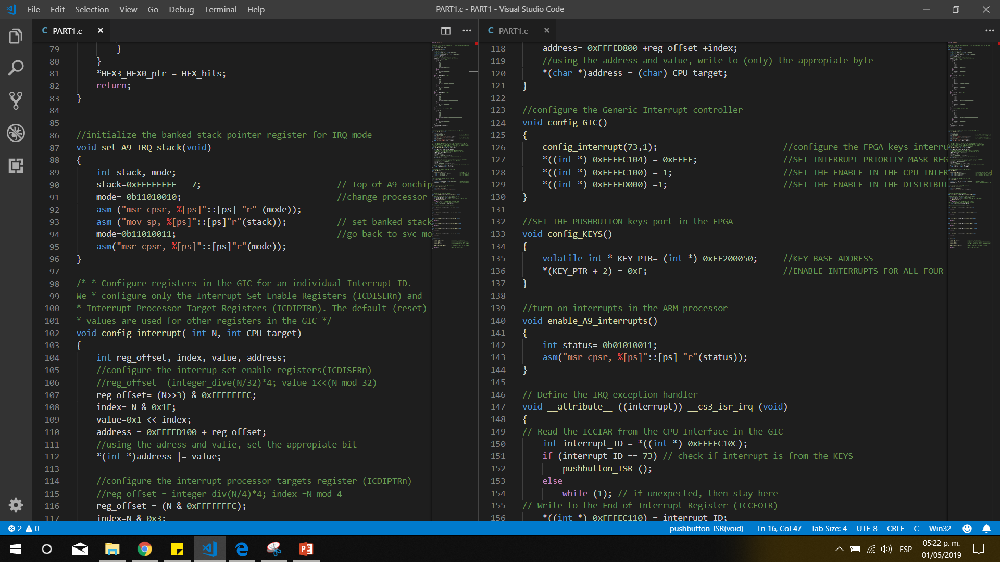 File Edit Selection View Go Debug Terminal Help
PART1.c - PART1 - Visual Studio Code
C PART1.c
79 }
80 }
81 *HEX3_HEX0_ptr = HEX_bits;
82 return;
83 }
84
85
86 //initialize the banked stack pointer register for IRQ mode
87 void set_A9_IRQ_stack(void)
88 {
89 int stack, mode;
90 stack=0xFFFFFFFF - 7; // Top of A9 onchip
91 mode= 0b11010010; //change processor
92 asm ("msr cpsr, %[ps]"::[ps] "r" (mode));
93 asm ("mov sp, %[ps]"::[ps]"r"(stack)); // set banked stack
94 mode=0b11010011; //go back to svc mo
95 asm("msr cpsr, %[ps]"::[ps]"r"(mode));
96 }
97
98 /* * Configure registers in the GIC for an individual Interrupt ID.
99 We * configure only the Interrupt Set Enable Registers (ICDISERn) and
100 * Interrupt Processor Target Registers (ICDIPTRn). The default (reset)
101 * values are used for other registers in the GIC */
102 void config_interrupt( int N, int CPU_target)
103 {
104 int reg_offset, index, value, address;
105 //configure the interrup set-enable registers(ICDISERn)
106 //reg_offset= (integer_dive(N/32)*4; value=1<<(N mod 32)
107 reg_offset= (N>>3) & 0xFFFFFFFC;
108 index= N & 0x1F;
109 value=0x1 << index;
110 address = 0xFFFED100 + reg_offset;
111 //using the adress and valie, set the appropiate bit
112 *(int *)address |= value;
113
114 //configure the interrupt processor targets register (ICDIPTRn)
115 //reg_offset = integer_div(N/4)*4; index =N mod 4
116 reg_offset = (N & 0xFFFFFFFC);
117 index=N & 0x3;
C PART1.c
118 address= 0xFFFED800 +reg_offset +index;
119 //using the address and value, write to (only) the appropiate byte
120 *(char *)address = (char) CPU_target;
121 }
122
123 //configure the Generic Interrupt controller
124 void config_GIC()
125 {
126 config_interrupt(73,1); //configure the FPGA keys interru
127 *((int *) 0xFFFEC104) = 0xFFFF; //SET INTERRUPT PRIORITY MASK REG
128 *((int *) 0xFFFEC100) = 1; //SET THE ENABLE IN THE CPU INTER
129 *((int *) 0xFFFED000) =1; //SET THE ENABLE IN THE DISTRIBUT
130 }
131
132 //SET THE PUSHBUTTON keys port in the FPGA
133 void config_KEYS()
134 {
135 volatile int * KEY_PTR= (int *) 0xFF200050; //KEY BASE ADDRESS
136 *(KEY_PTR + 2) = 0xF; //ENABLE INTERRUPTS FOR ALL FOUR
137 }
138
139 //turn on interrupts in the ARM processor
140 void enable_A9_interrupts()
141 {
142 int status= 0b01010011;
143 asm("msr cpsr, %[ps]"::[ps] "r"(status));
144 }
145
146 // Define the IRQ exception handler
147 void __attribute__ ((interrupt)) __cs3_isr_irq (void)
148 {
149 // Read the ICCIAR from the CPU Interface in the GIC
150 int interrupt_ID = *((int *) 0xFFFEC10C);
151 if (interrupt_ID == 73) // check if interrupt is from the KEYS
152 pushbutton_ISR ();
153 else
154 while (1); // if unexpected, then stay here
155 // Write to the End of Interrupt Register (ICCEOIR)
156 *((int *) 0xFFFEC110) = interrupt_ID;
2 0 pushbutton_ISR(void) Ln 16, Col 47 Tab Size: 4 UTF-8 CRLF C Win32
ESP
05:22 p. m.
01/05/2019